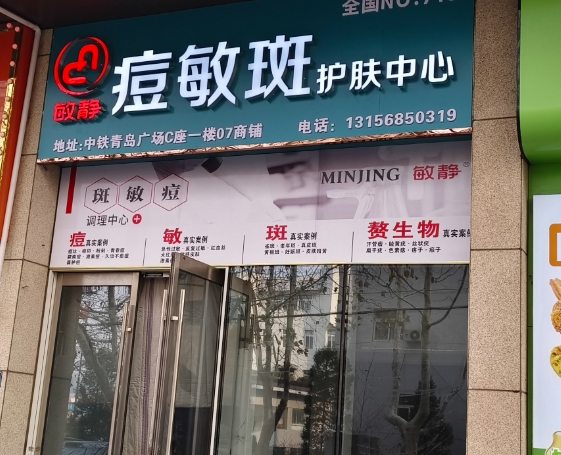 全国NO:
敏静
痘敏斑护肤中心
地址:中铁青岛广场C座一楼07商铺 电话: 13156850319
MINJING 敏静
斑 敏 痘
调理中心
痘真实案例
敏真实案例
斑真实案例
赘生物真实案